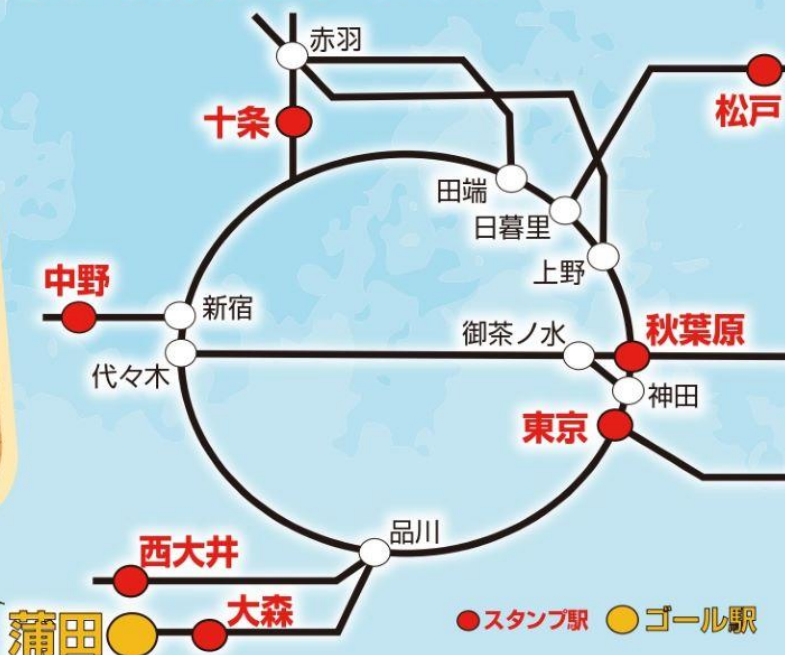 赤羽
十条
松戸
田端
日暮里
上野
中野
新宿
御茶ノ水
秋葉原
代々木
神田
東京
品川
西大井
大森
蒲田
スタンプ駅
ゴール駅